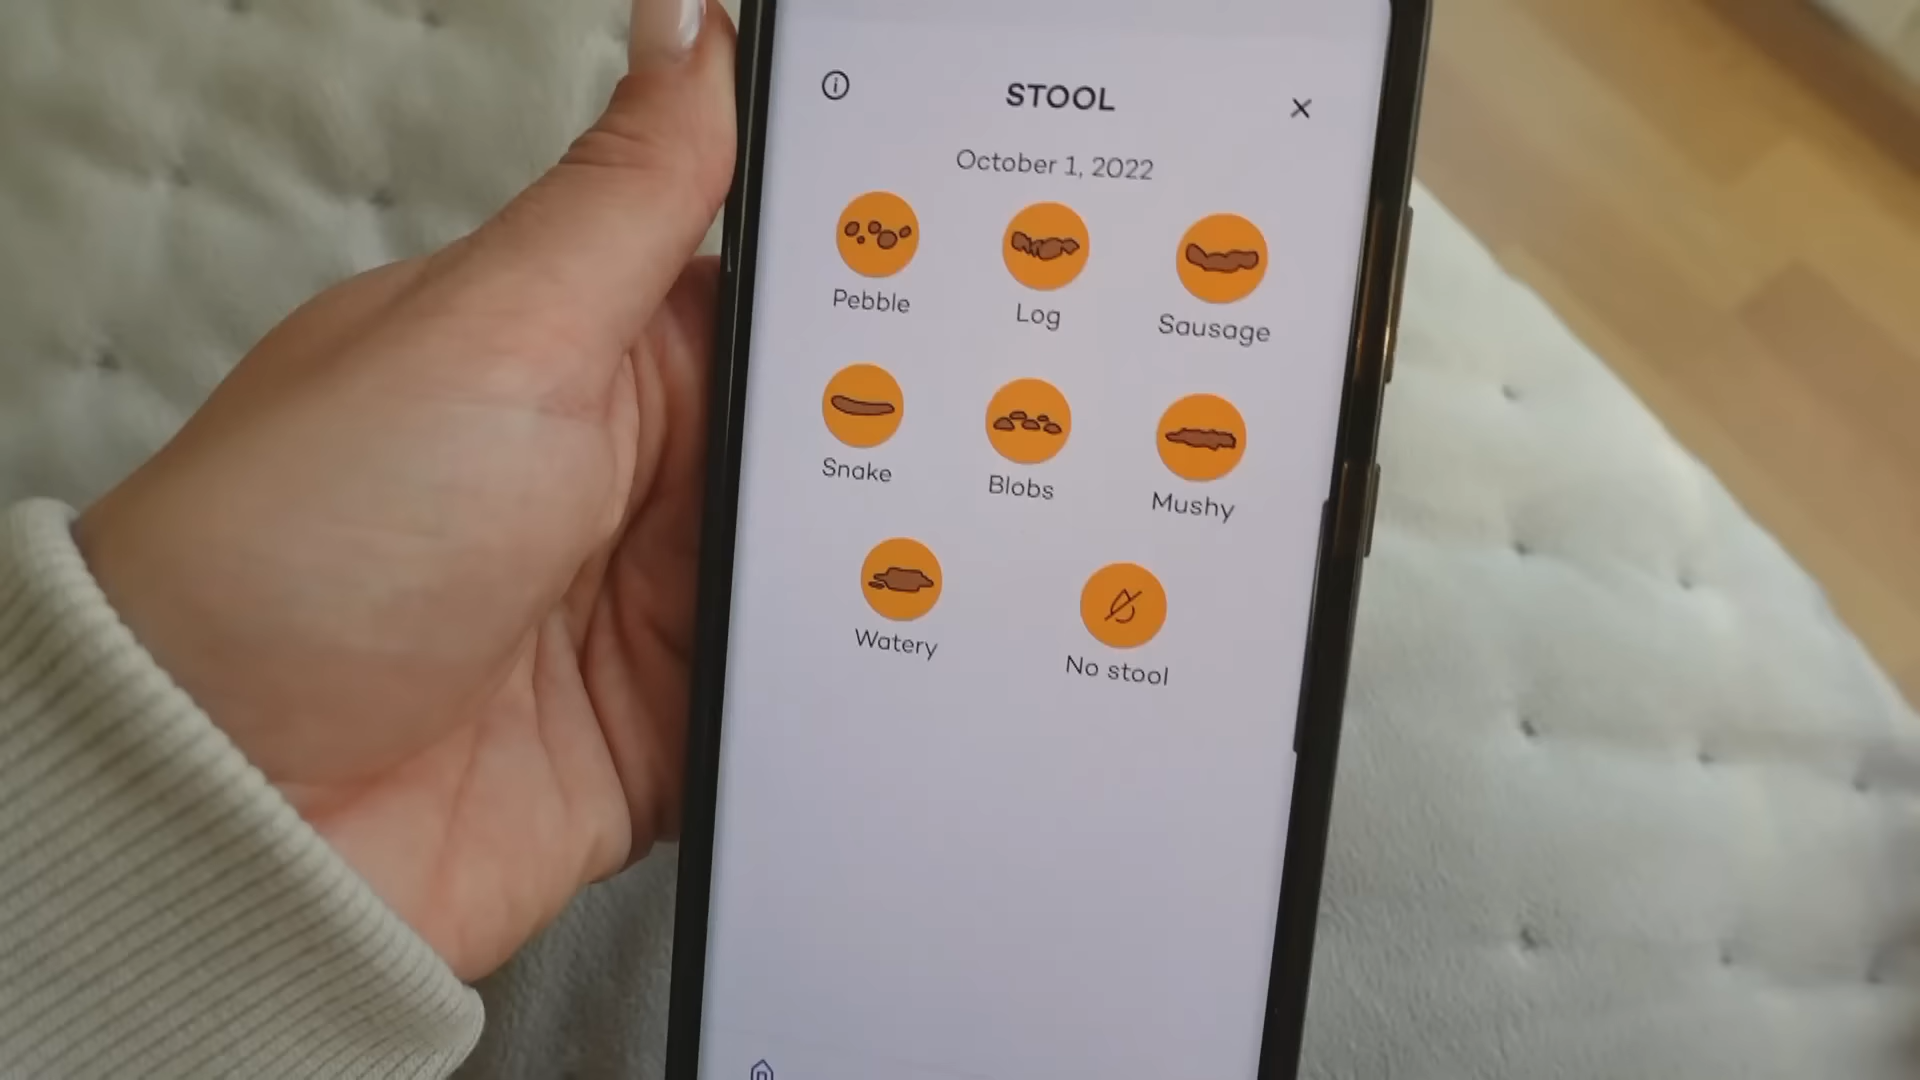 STOOL
October 1, 2022
Pebble
Log
Sausage
Snake
Blobs
Mushy
Watery
No stool